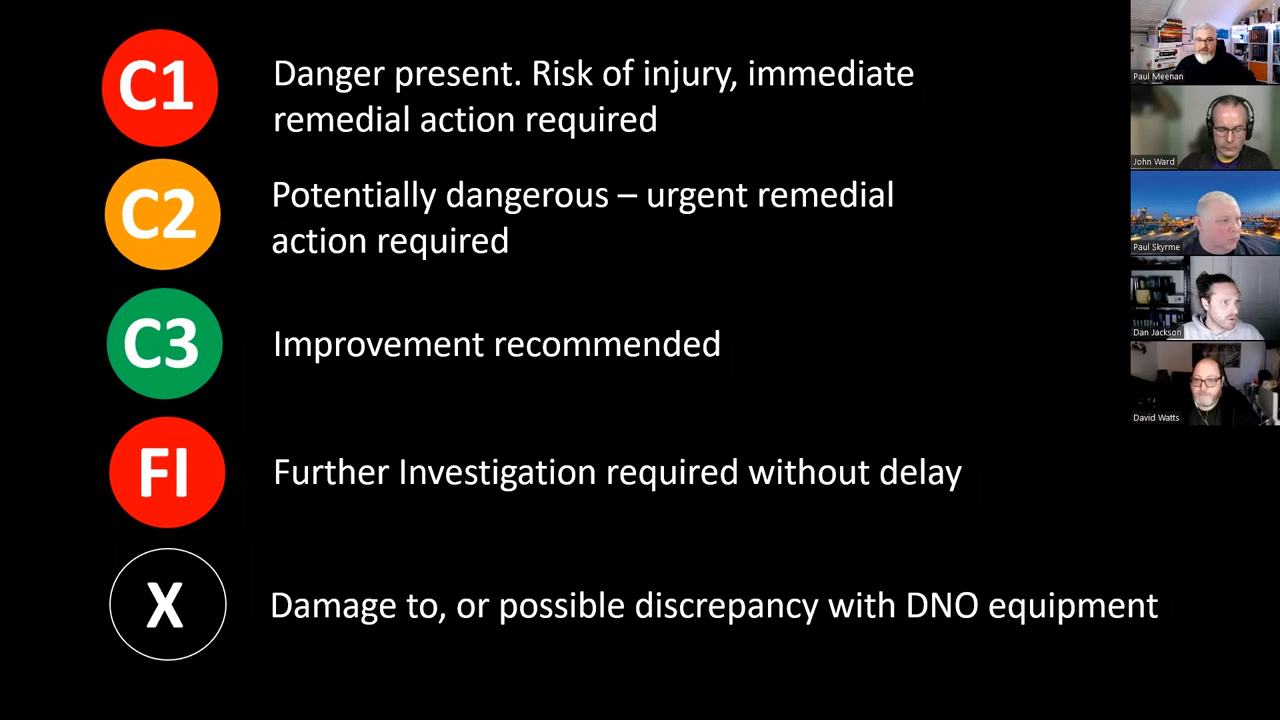 C1
Danger present. Risk of injury, immediate
remedial action required
C2
Potentially dangerous – urgent remedial
action required
C3
Improvement recommended
FI
Further Investigation required without delay
X
Damage to, or possible discrepancy with DNO equipment
Paul Meenan
John Ward
Paul Skyrme
Dan Jackson
David Watts